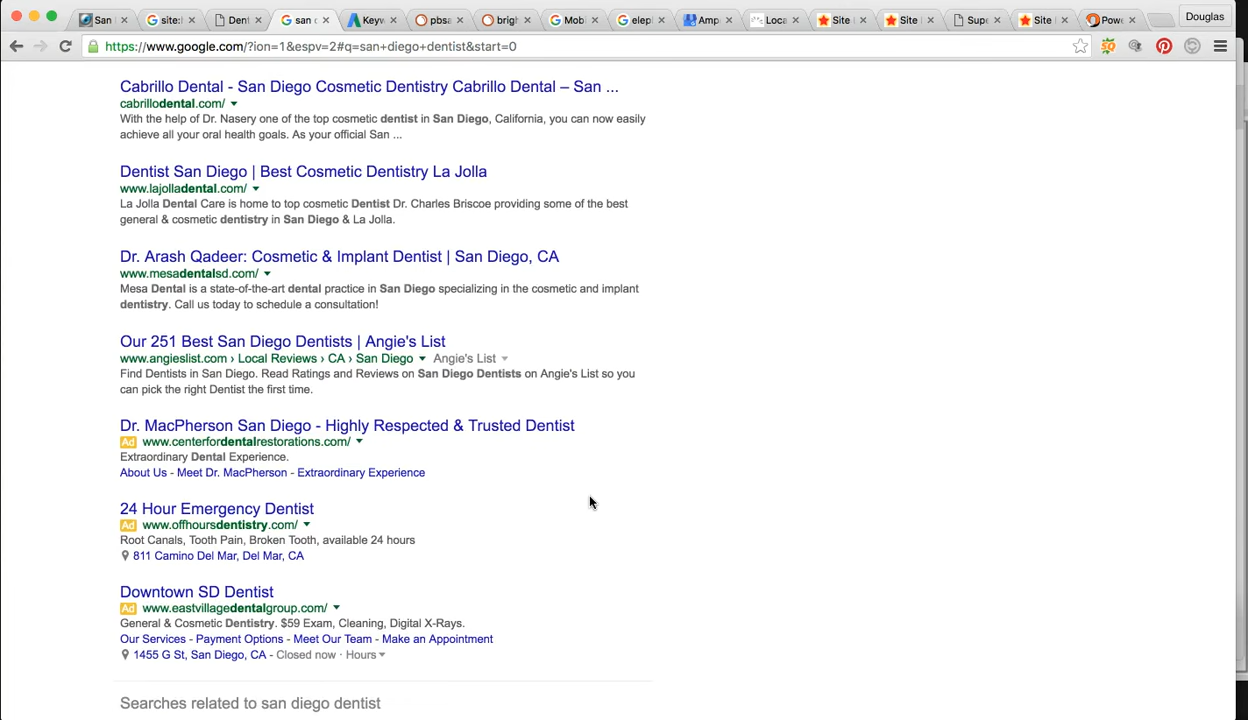 San
site:
Dent
san c
Keyw
pbsa
brigh
Mobi
elepl
Amp
Loca
Site
Site
Supe
Site
Powe
Douglas
https://www.google.com/?ion=1&espv=2#q=san+diego+dentist&start=0
Cabrillo Dental - San Diego Cosmetic Dentistry Cabrillo Dental – San ...
cabrillodental.com/
With the help of Dr. Nasery one of the top cosmetic dentist in San Diego, California, you can now easily
achieve all your oral health goals. As your official San ...
Dentist San Diego | Best Cosmetic Dentistry La Jolla
www.lajolladental.com/
La Jolla Dental Care is home to top cosmetic Dentist Dr. Charles Briscoe providing some of the best
general & cosmetic dentistry in San Diego & La Jolla.
Dr. Arash Qadeer: Cosmetic & Implant Dentist | San Diego, CA
www.mesadentalsd.com/
Mesa Dental is a state-of-the-art dental practice in San Diego specializing in the cosmetic and implant
dentistry. Call us today to schedule a consultation!
Our 251 Best San Diego Dentists | Angie's List
www.angieslist.com › Local Reviews › CA › San Diego Angie's List
Find Dentists in San Diego. Read Ratings and Reviews on San Diego Dentists on Angie's List so you
can pick the right Dentist the first time.
Dr. MacPherson San Diego - Highly Respected & Trusted Dentist
Ad www.centerfordentalrestorations.com/
Extraordinary Dental Experience.
About Us - Meet Dr. MacPherson - Extraordinary Experience
24 Hour Emergency Dentist
Ad www.offhoursdentistry.com/
Root Canals, Tooth Pain, Broken Tooth, available 24 hours
811 Camino Del Mar, Del Mar, CA
Downtown SD Dentist
Ad www.eastvillagedentalgroup.com/
General & Cosmetic Dentistry. $59 Exam, Cleaning, Digital X-Rays.
Our Services - Payment Options - Meet Our Team - Make an Appointment
1455 G St, San Diego, CA - Closed now · Hours
Searches related to san diego dentist